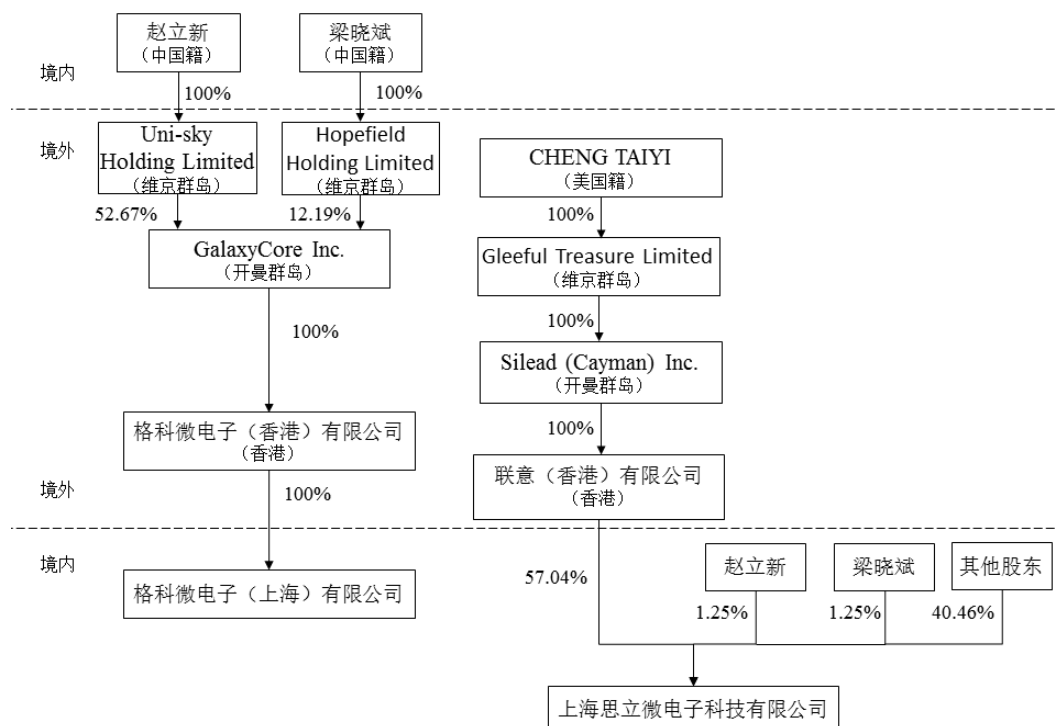 赵立新
（中国籍）
梁晓斌
（中国籍）
境内
100%
100%
境外
Uni-sky
Holding Limited
（维京群岛）
Hopefield
Holding Limited
（维京群岛）
CHENG TAIYI
（美国籍）
52.67%
12.19%
100%
GalaxyCore Inc.
（开曼群岛）
Gleeful Treasure Limited
（维京群岛）
100%
100%
Silead (Cayman) Inc.
（开曼群岛）
格科微电子（香港）有限公司
（香港）
100%
联意（香港）有限公司
（香港）
境外
100%
境内
57.04%
赵立新
梁晓斌
其他股东
格科微电子（上海）有限公司
1.25%
1.25%
40.46%
上海思立微电子科技有限公司